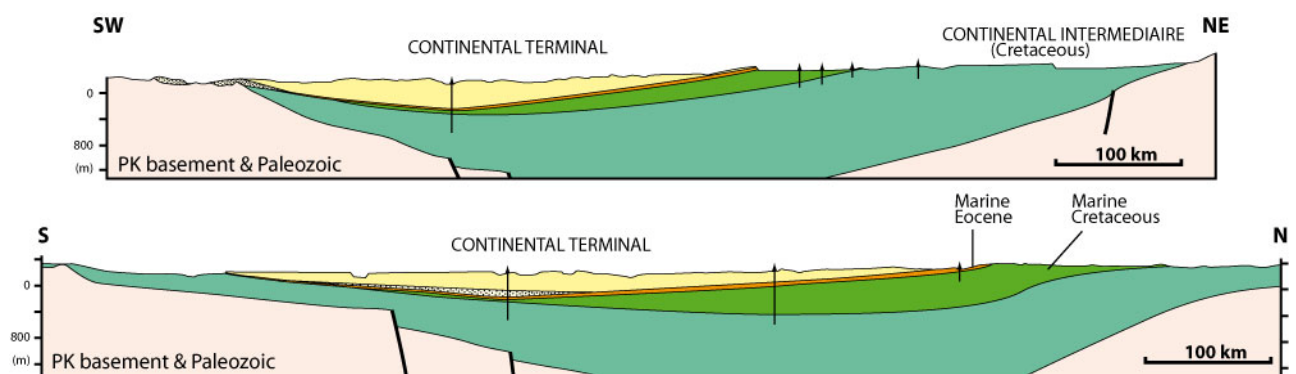 SW
NE
CONTINENTAL TERMINAL
CONTINENTAL INTERMEDIAIRE
(Cretaceous)
0
800
(m)
PK basement & Paleozoic
100 km
S
N
CONTINENTAL TERMINAL
Marine
Eocene
Marine
Cretaceous
0
800
(m)
PK basement & Paleozoic
100 km